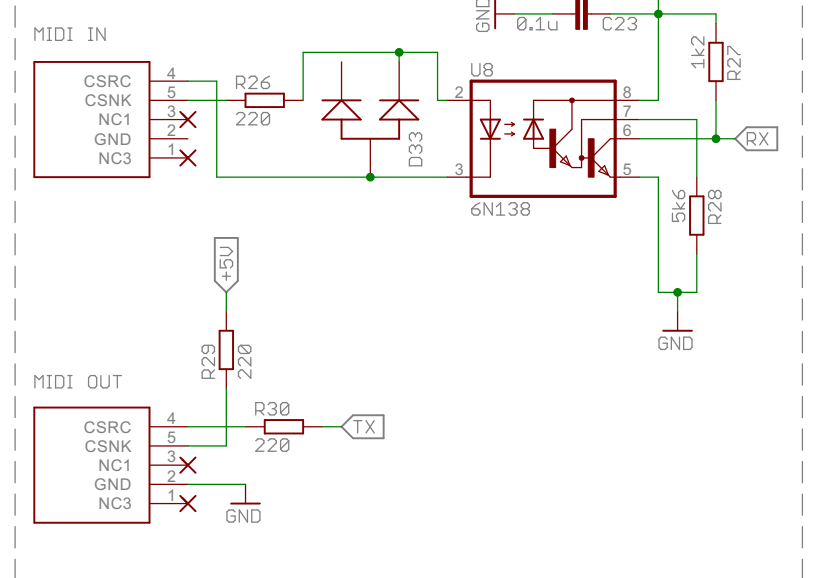 GND
0.1u
C23
MIDI IN
1k2
R27
CSRC 4
CSNK 5
NC1 3
GND 2
NC3 1
R26
220
D33
U8
2
3
8
7
6
5
6N138
RX
5k6
R28
GND
+5V
R29
220
MIDI OUT
CSRC 4
CSNK 5
NC1 3
GND 2
NC3 1
R30
220
TX
GND